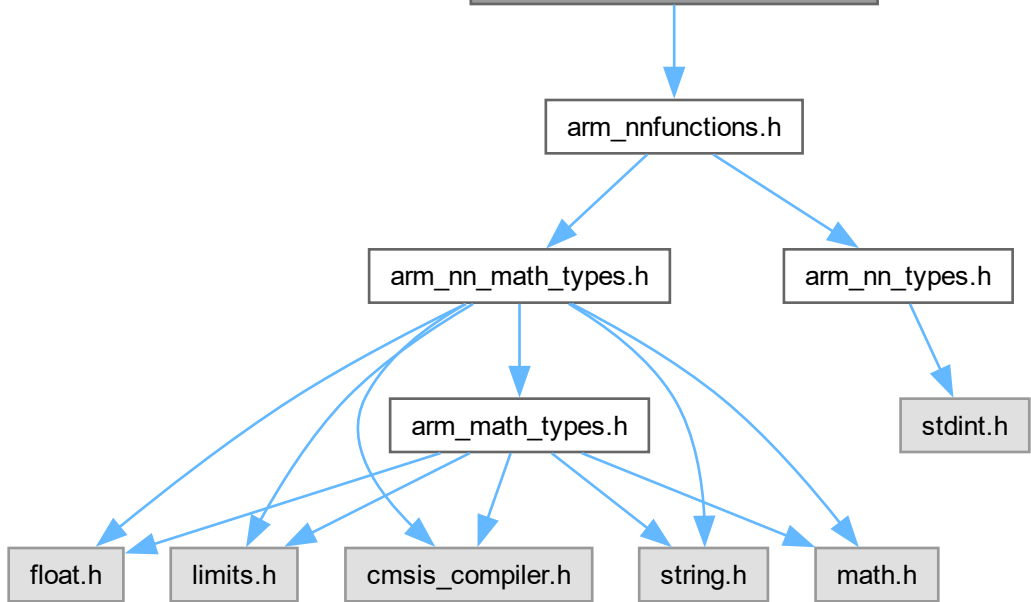 arm_nnfunctions.h
arm_nn_math_types.h
arm_nn_types.h
arm_math_types.h
stdint.h
float.h
limits.h
cmsis_compiler.h
string.h
math.h